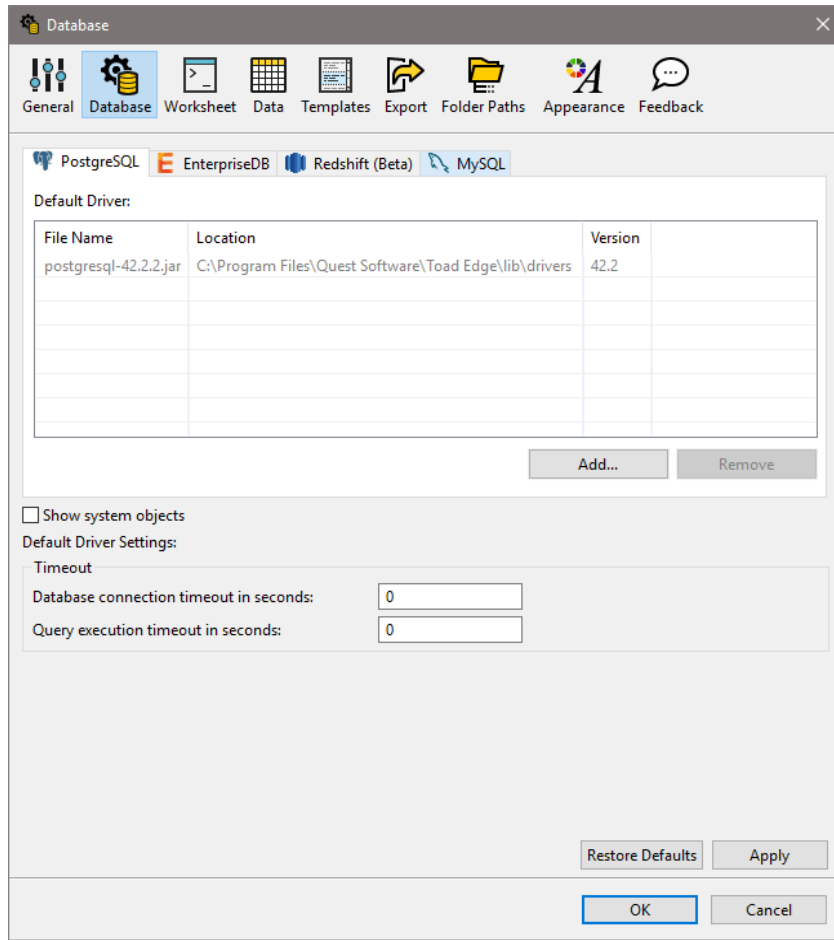 Database
General Database Worksheet Data Templates Export Folder Paths Appearance Feedback
PostgreSQL EnterpriseDB Redshift (Beta) MySQL
Default Driver:
File Name Location Version
postgresql-42.2.2.jar C:\Program Files\Quest Software\Toad Edge\lib\drivers 42.2
Add... Remove
Show system objects
Default Driver Settings:
Timeout
Database connection timeout in seconds: 0
Query execution timeout in seconds: 0
Restore Defaults Apply
OK Cancel